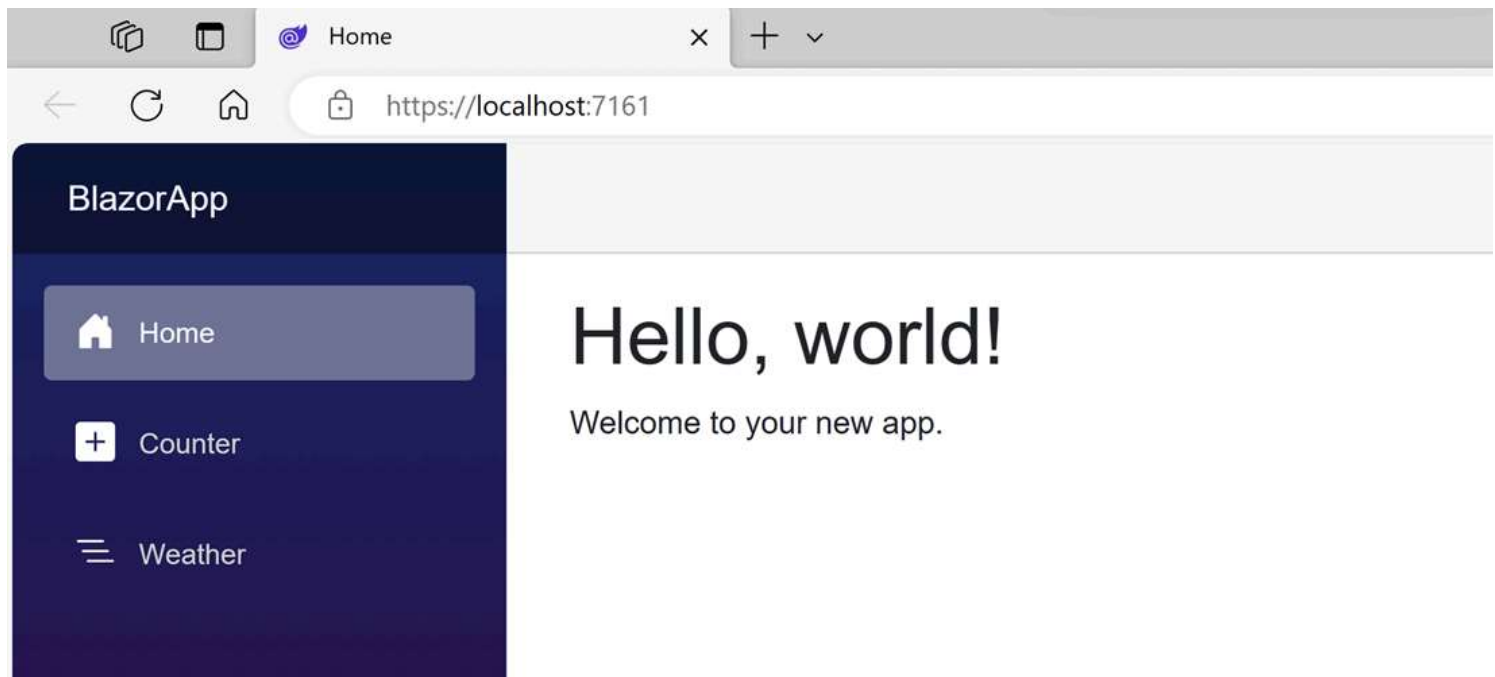 Home
https://localhost:7161
BlazorApp
Home
Hello, world!
Welcome to your new app.
Counter
Weather